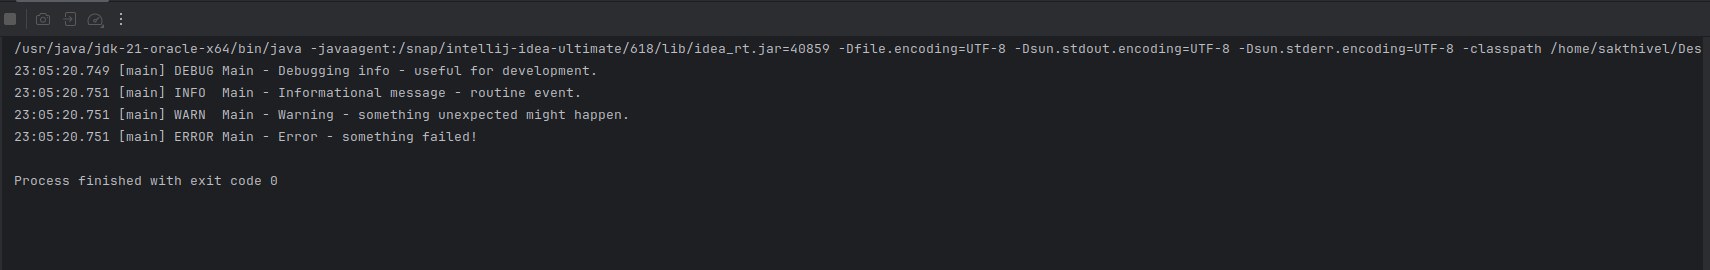 /usr/java/jdk-21-oracle-x64/bin/java -javaagent:/snap/intellij-idea-ultimate/618/lib/idea_rt.jar=40859 -Dfile.encoding=UTF-8 -Dsun.stdout.encoding=UTF-8 -Dsun.stderr.encoding=UTF-8 -classpath /home/sakthivel/Des
23:05:20.749 [main] DEBUG Main - Debugging info - useful for development.
23:05:20.751 [main] INFO  Main - Informational message - routine event.
23:05:20.751 [main] WARN  Main - Warning - something unexpected might happen.
23:05:20.751 [main] ERROR Main - Error - something failed!
Process finished with exit code 0